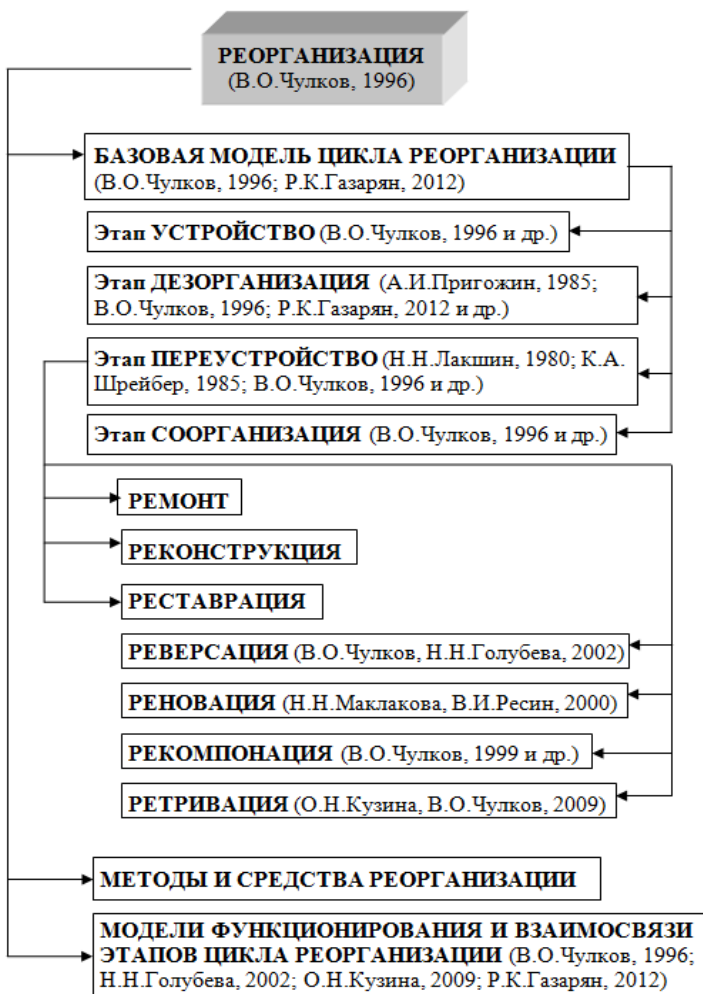 РЕОРГАНИЗАЦИЯ
(В.О.Чулков, 1996)
БАЗОВАЯ МОДЕЛЬ ЦИКЛА РЕОРГАНИЗАЦИИ
(В.О.Чулков, 1996; Р.К.Газарян, 2012)
Этап УСТРОЙСТВО (В.О.Чулков, 1996 и др.)
Этап ДЕЗОРГАНИЗАЦИЯ (А.И.Пригожин, 1985;
В.О.Чулков, 1996; Р.К.Газарян, 2012 и др.)
Этап ПЕРЕУСТРОЙСТВО (Н.Н.Лакшин, 1980; К.А.
Шрейбер, 1985; В.О.Чулков, 1996 и др.)
Этап СООРГАНИЗАЦИЯ (В.О.Чулков, 1996 и др.)
РЕМОНТ
РЕКОНСТРУКЦИЯ
РЕСТАВРАЦИЯ
РЕВЕРСАЦИЯ (В.О.Чулков, Н.Н.Голубева, 2002)
РЕНОВАЦИЯ (Н.Н.Маклакова, В.И.Ресин, 2000)
РЕКОМПОНАЦИЯ (В.О.Чулков, 1999 и др.)
РЕТРИВАЦИЯ (О.Н.Кузина, В.О.Чулков, 2009)
МЕТОДЫ И СРЕДСТВА РЕОРГАНИЗАЦИИ
МОДЕЛИ ФУНКЦИОНИРОВАНИЯ И ВЗАИМОСВЯЗИ
ЭТАПОВ ЦИКЛА РЕОРГАНИЗАЦИИ (В.О.Чулков, 1996;
Н.Н.Голубева, 2002; О.Н.Кузина, 2009; Р.К.Газарян, 2012)